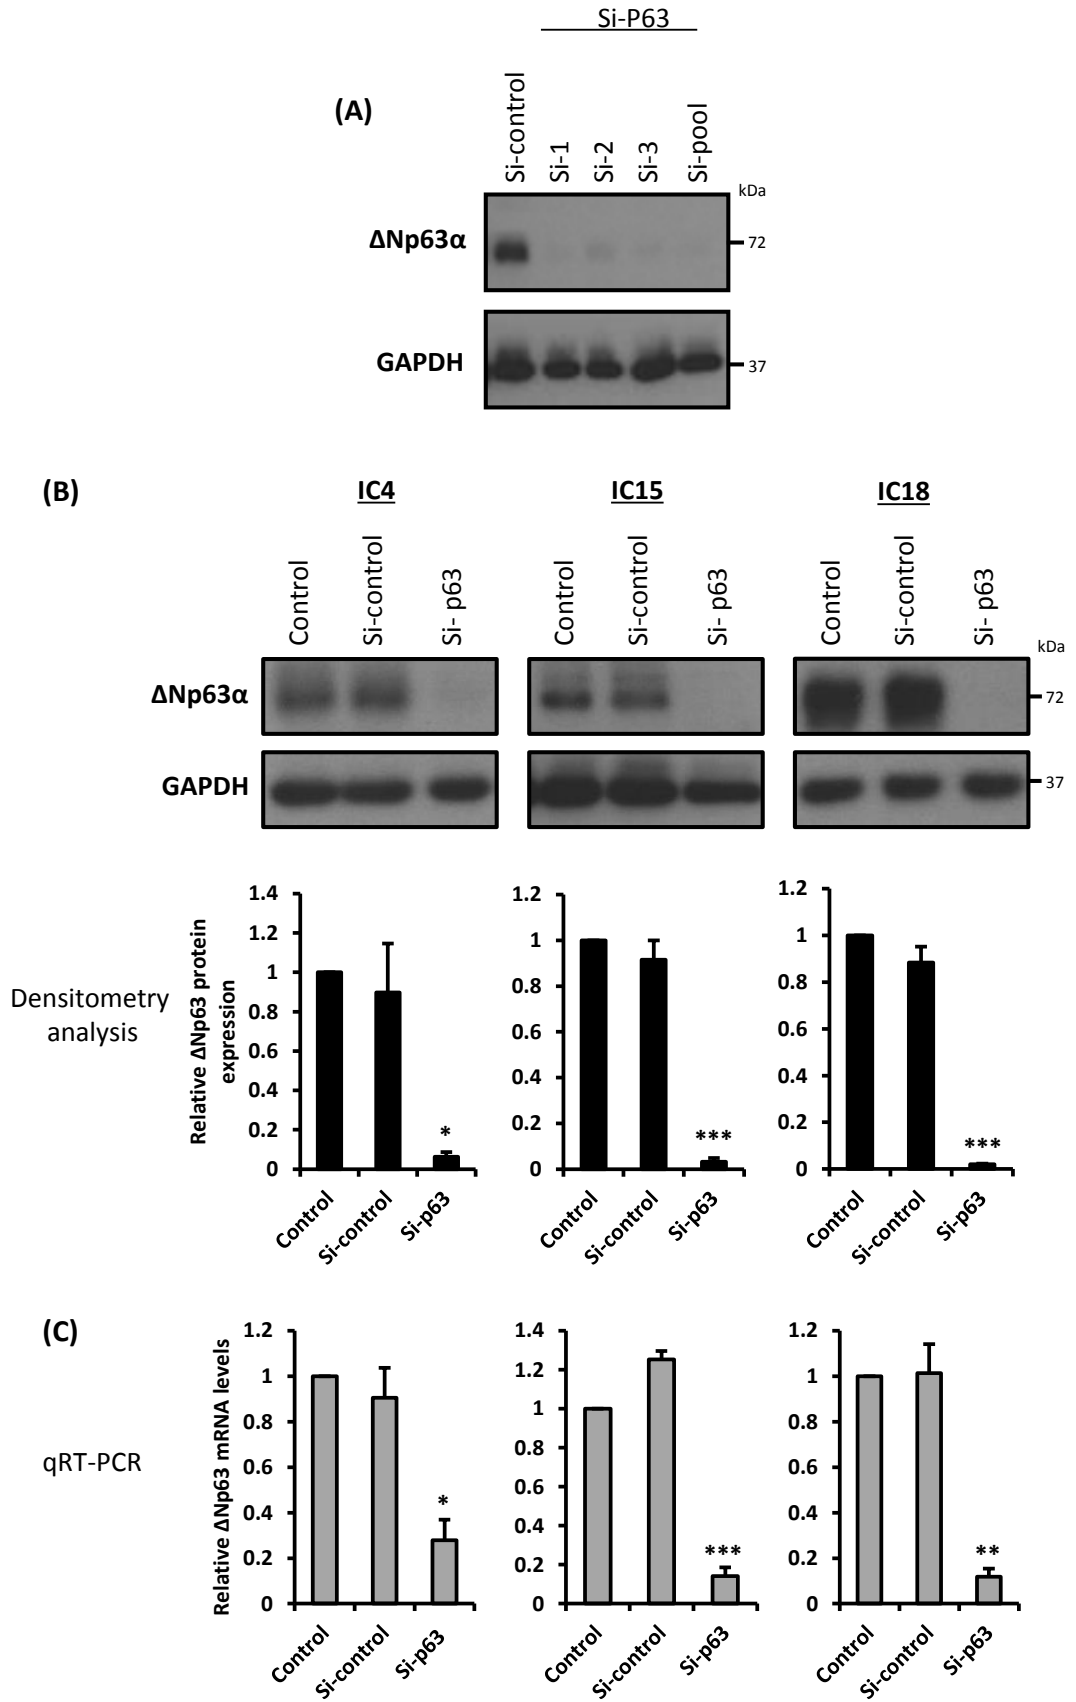 Si-P63
(A)
Si-control
Si-1
Si-2
Si-3
Si-pool
kDa
ΔNp63α
72
GAPDH
37
(B)
IC4
IC15
IC18
Control
Si-control
Si- p63
Control
Si-control
Si- p63
Control
Si-control
Si- p63
kDa
ΔNp63α
72
GAPDH
37
Densitometry
analysis
Relative ΔNp63 protein
expression
1.4
1.2
1
0.8
0.6
0.4
0.2
0
*
Control
Si-control
Si-p63
1.2
1
0.8
0.6
0.4
0.2
0
***
Control
Si-control
Si-p63
1.2
1
0.8
0.6
0.4
0.2
0
***
Control
Si-control
Si-p63
(C)
qRT-PCR
Relative ΔNp63 mRNA levels
1.2
1
0.8
0.6
0.4
0.2
0
*
Control
Si-control
Si-p63
1.4
1.2
1
0.8
0.6
0.4
0.2
0
***
Control
Si-control
Si-p63
1.2
1
0.8
0.6
0.4
0.2
0
**
Control
Si-control
Si-p63